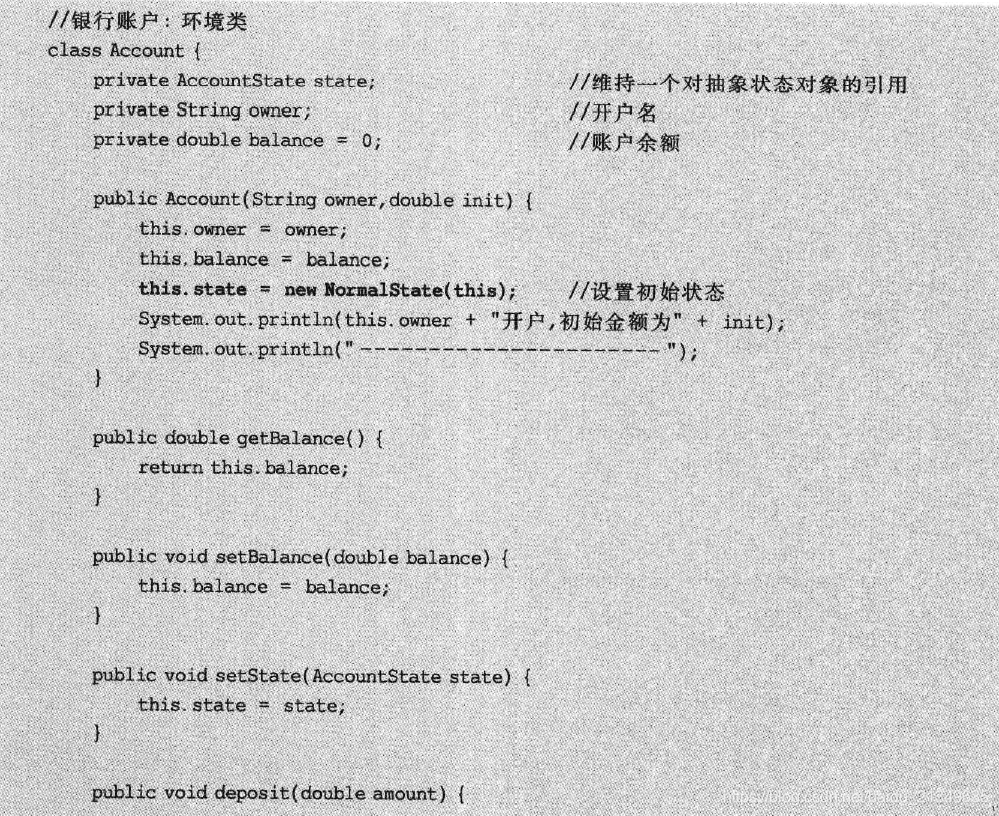 //银行账户：环境类
class Account {
    private AccountState state;                //维持一个对抽象状态对象的引用
    private String owner;                      //开户名
    private double balance = 0;                //账户余额

    public Account(String owner,double init) {
        this.owner = owner;
        this.balance = balance;
        this.state = new NormalState(this);    //设置初始状态
        System.out.println(this.owner + "开户,初始金额为" + init);
        System.out.println("----------------------");
    }

    public double getBalance() {
        return this.balance;
    }

    public void setBalance(double balance) {
        this.balance = balance;
    }

    public void setState(AccountState state) {
        this.state = state;
    }

    public void deposit(double amount) {